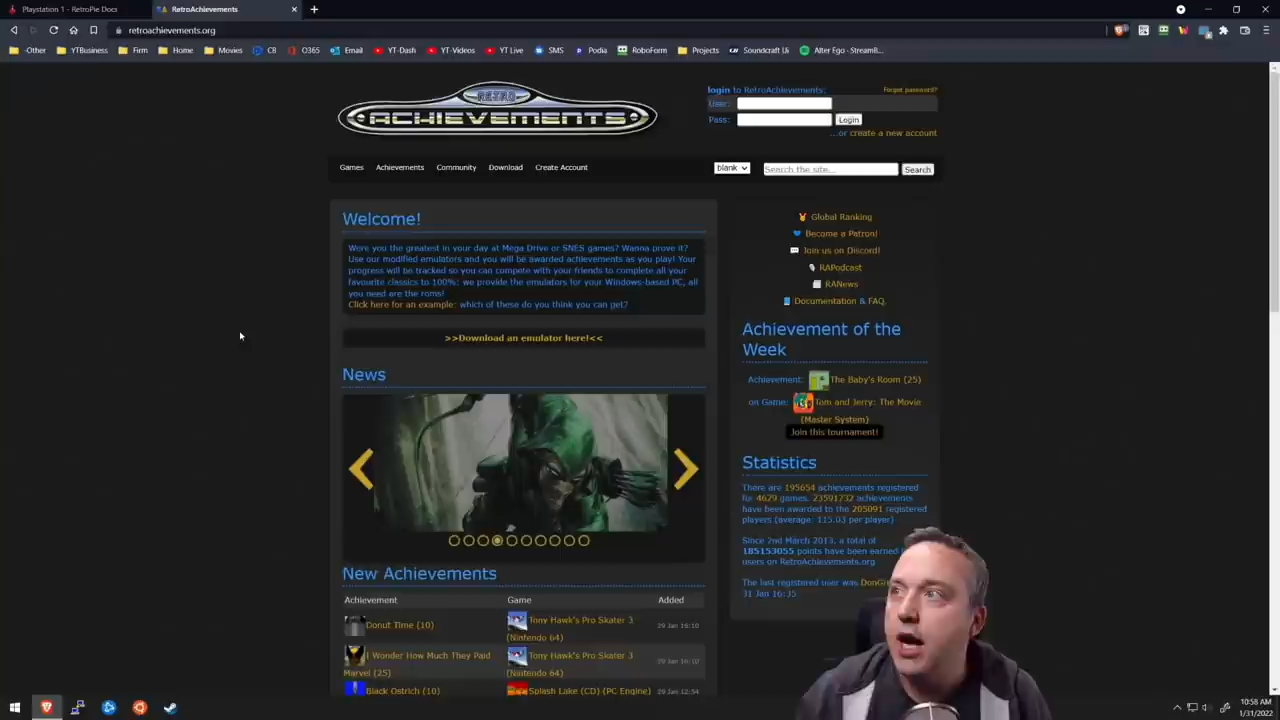 Playstation 1 - RetroPie Docs
RetroAchievements
retroachievements.org
-Other
YTBusiness
Firm
Home
Movies
CB
O365
Email
YT-Dash
YT-Videos
YT Live
SMS
Podia
RoboForm
Projects
Soundcraft Ui
Alter Ego - StreamB...
RETRO
ACHIEVEMENTS
login to RetroAchievements:
Forgot password?
User:
Pass:
Login
...or create a new account
Games
Achievements
Community
Download
Create Account
blank
Search the site...
Search
Welcome!
Were you the greatest in your day at Mega Drive or SNES games? Wanna prove it?
Use our modified emulators and you will be awarded achievements as you play! Your
progress will be tracked so you can compete with your friends to complete all your
favourite classics to 100%: we provide the emulators for your Windows-based PC, all
you need are the roms!
Click here for an example: which of these do you think you can get?
>>Download an emulator here!<<
News
New Achievements
Achievement Game Added
Donut Time (10)
Tony Hawk's Pro Skater 3
(Nintendo 64)
29 Jan 16:10
I Wonder How Much They Paid
Marvel (25)
Tony Hawk's Pro Skater 3
(Nintendo 64)
Black Ostrich (10)
Splash Lake (CD) (PC Engine)
29 Jan 12:54
Global Ranking
Become a Patron!
Join us on Discord!
RAPodcast
RANews
Documentation & FAQ.
Achievement of the
Week
Achievement: The Baby's Room (25)
on Game: Tom and Jerry: The Movie
(Master System)
Join this tournament!
Statistics
There are 195654 achievements registered
for 4629 games. 23591732 achievements
have been awarded to the 205091 registered
players (average: 115.03 per player)
Since 2nd March 2013, a total of
185153055 points have been earned
users on RetroAchievements.org
The last registered user was
31 Jan 16:35
10:58 AM
1/31/2022